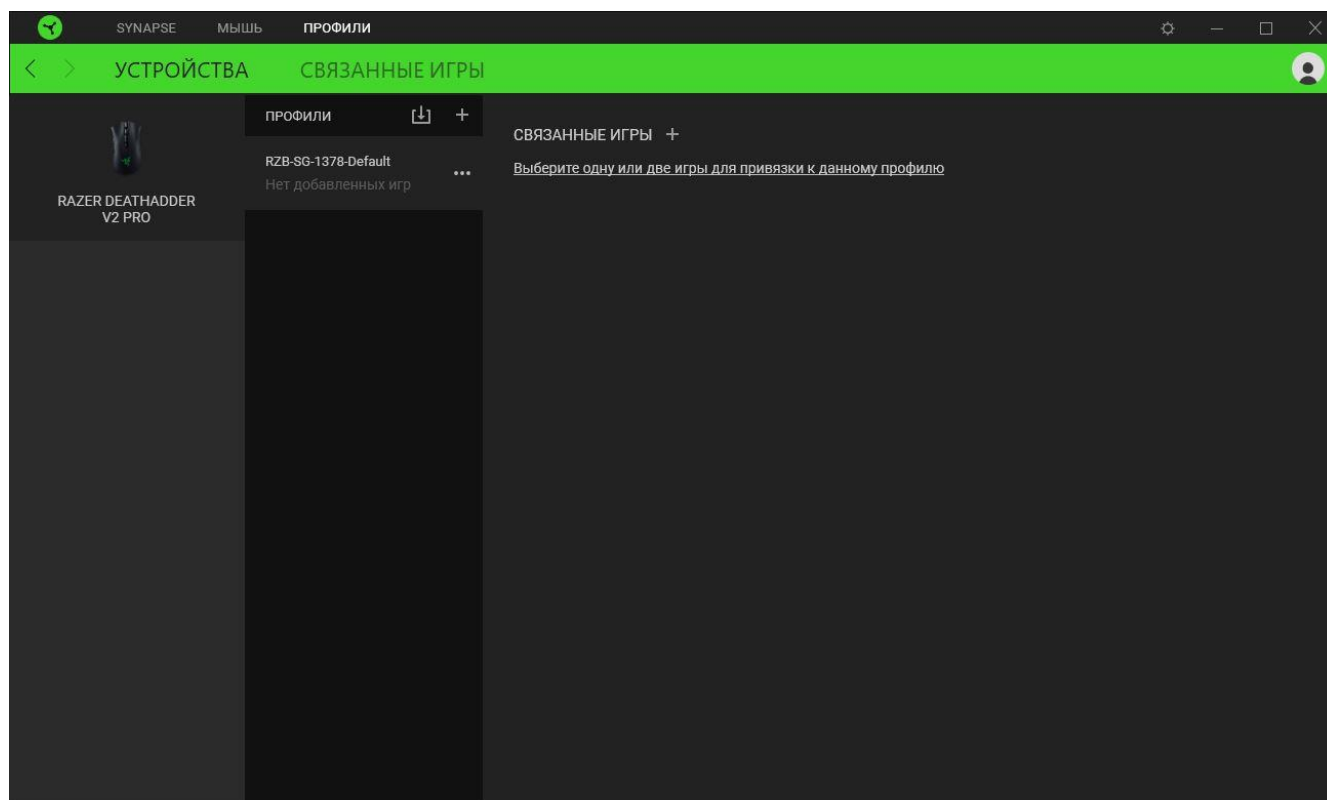 SYNAPSE МЫШЬ ПРОФИЛИ
УСТРОЙСТВА СВЯЗАННЫЕ ИГРЫ
RAZER DEATHADDER
V2 PRO
ПРОФИЛИ
RZB-SG-1378-Default
Нет добавленных игр
СВЯЗАННЫЕ ИГРЫ
Выберите одну или две игры для привязки к данному профилю